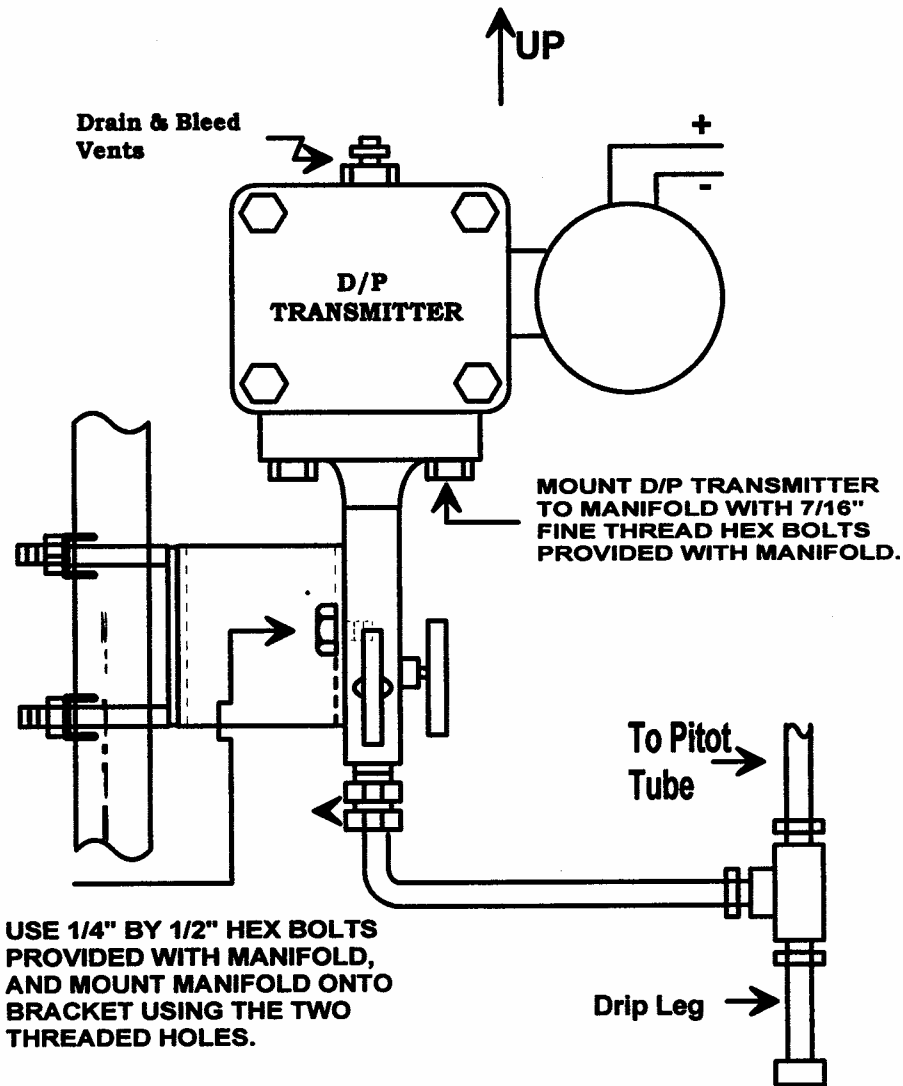 UP
Drain & Bleed
Vents
+
-
D/P
TRANSMITTER
MOUNT D/P TRANSMITTER
TO MANIFOLD WITH 7/16"
FINE THREAD HEX BOLTS
PROVIDED WITH MANIFOLD.
To Pitot
Tube
USE 1/4" BY 1/2" HEX BOLTS
PROVIDED WITH MANIFOLD,
AND MOUNT MANIFOLD ONTO
BRACKET USING THE TWO
THREADED HOLES.
Drip Leg